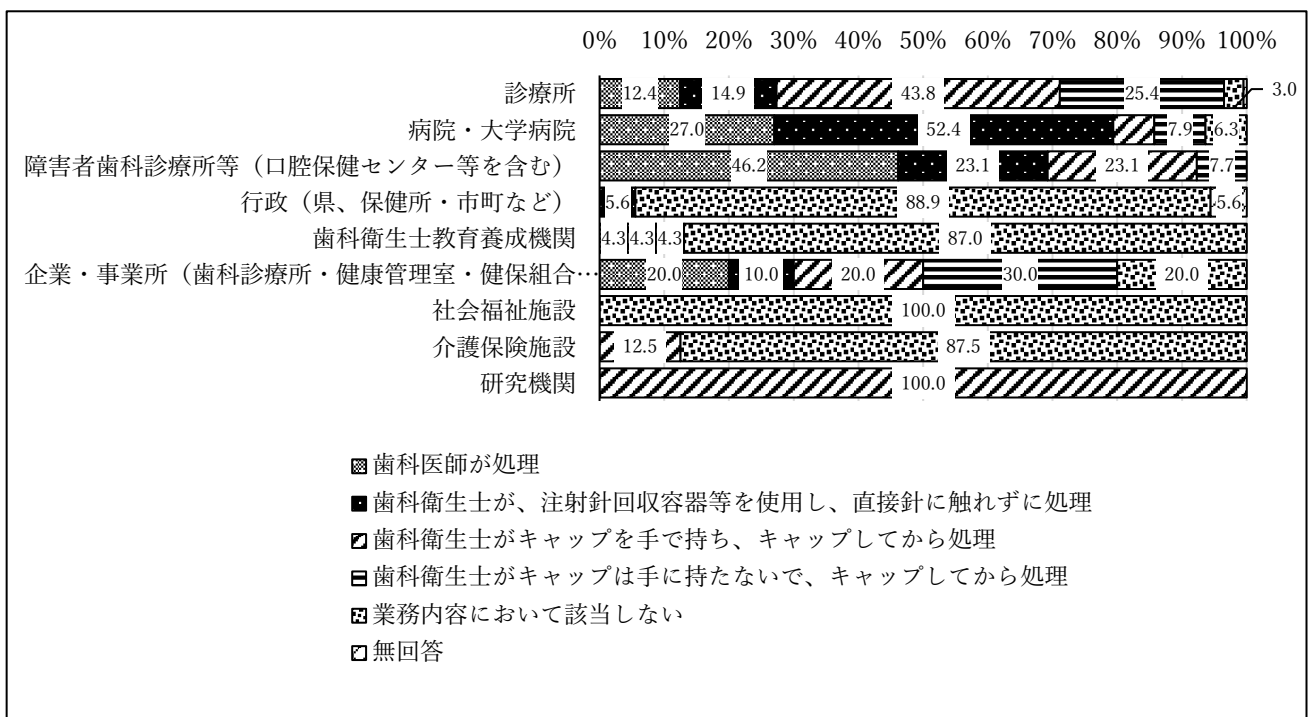 0% 10% 20% 30% 40% 50% 60% 70% 80% 90% 100%
診療所 12.4 14.9 43.8 25.4 3.0
病院・大学病院 27.0 52.4 7.9 6.3
障害者歯科診療所等（口腔保健センター等を含む） 46.2 23.1 23.1 7.7
行政（県、保健所・市町など） 5.6 88.9 5.6
歯科衛生士教育養成機関 4.3 4.3 4.3 87.0
企業・事業所（歯科診療所・健康管理室・健保組合… 20.0 10.0 20.0 30.0 20.0
社会福祉施設 100.0
介護保険施設 12.5 87.5
研究機関 100.0
歯科医師が処理
歯科衛生士が、注射針回収容器等を使用し、直接針に触れずに処理
歯科衛生士がキャップを手で持ち、キャップしてから処理
歯科衛生士がキャップは手に持たないで、キャップしてから処理
業務内容において該当しない
無回答